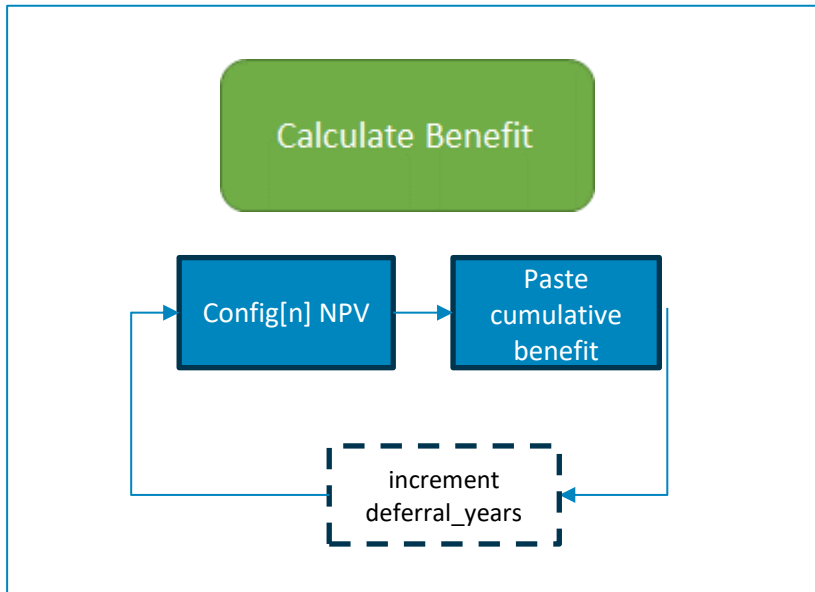 Calculate Benefit
Config[n] NPV
Paste
cumulative
benefit
increment
deferral_years